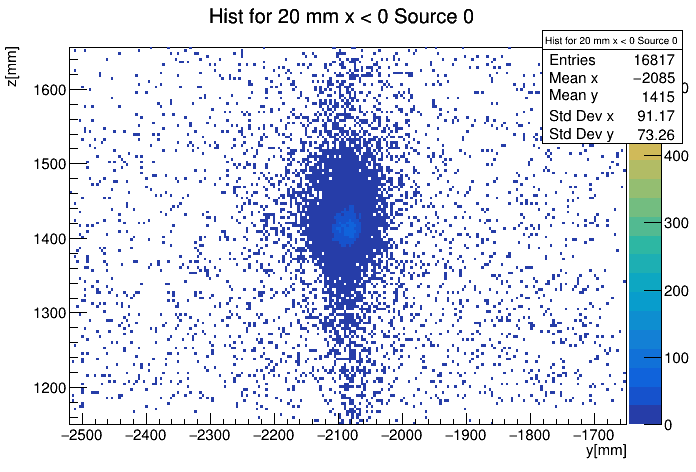 Hist for 20 mm x < 0 Source 0
Hist for 20 mm x < 0 Source 0
Entries 16817
Mean x −2085
Mean y 1415
Std Dev x 91.17
Std Dev y 73.26
z[mm]
1600
1500
1400
1300
1200
0
400
300
200
100
0
−2500 −2400 −2300 −2200 −2100 −2000 −1900 −1800 −1700
y[mm]